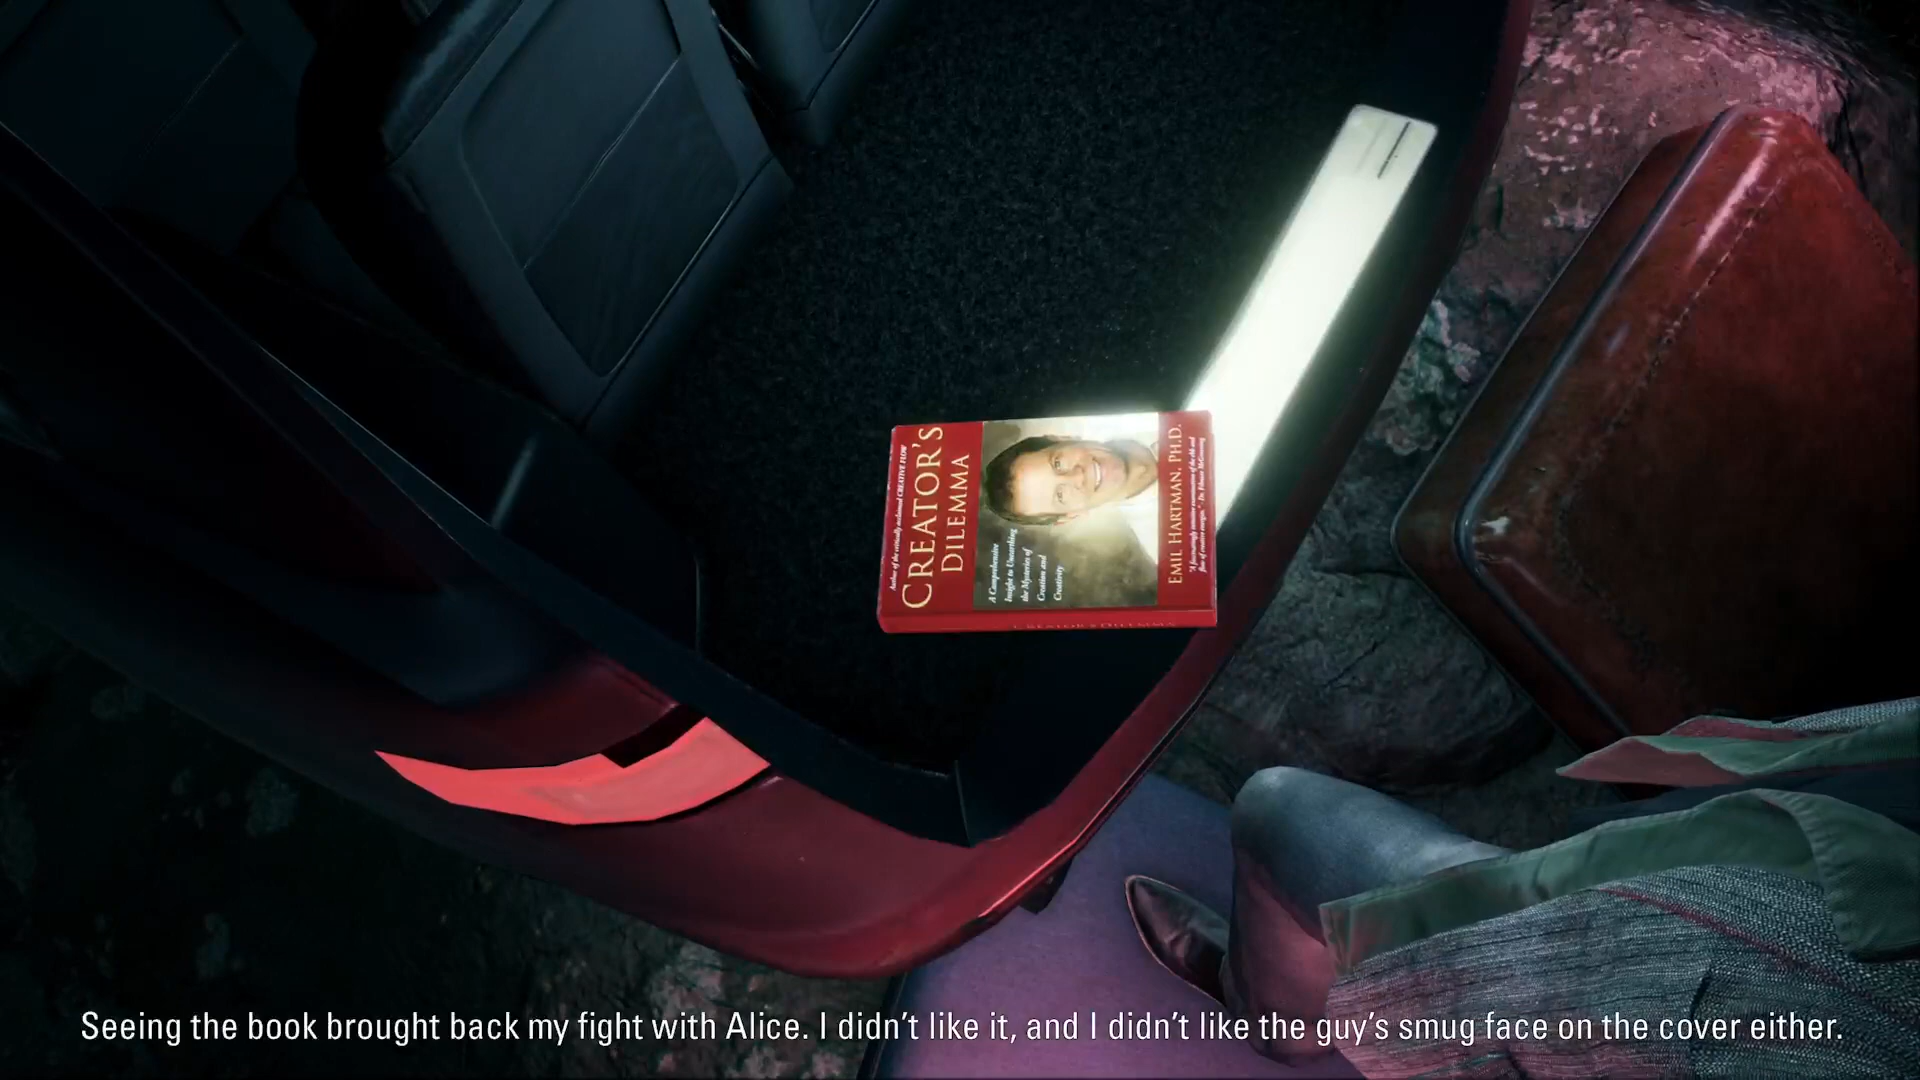 Author of the critically acclaimed CREATIVE FLOW
CREATOR'S
DILEMMA
A Comprehensive
Insight to Unearthing
the Mysteries of
Creation and
Creativity
EMIL HARTMAN, PH.D.
CREATOR'S DILEMMA
Seeing the book brought back my fight with Alice. I didn't like it, and I didn't like the guy's smug face on the cover either.